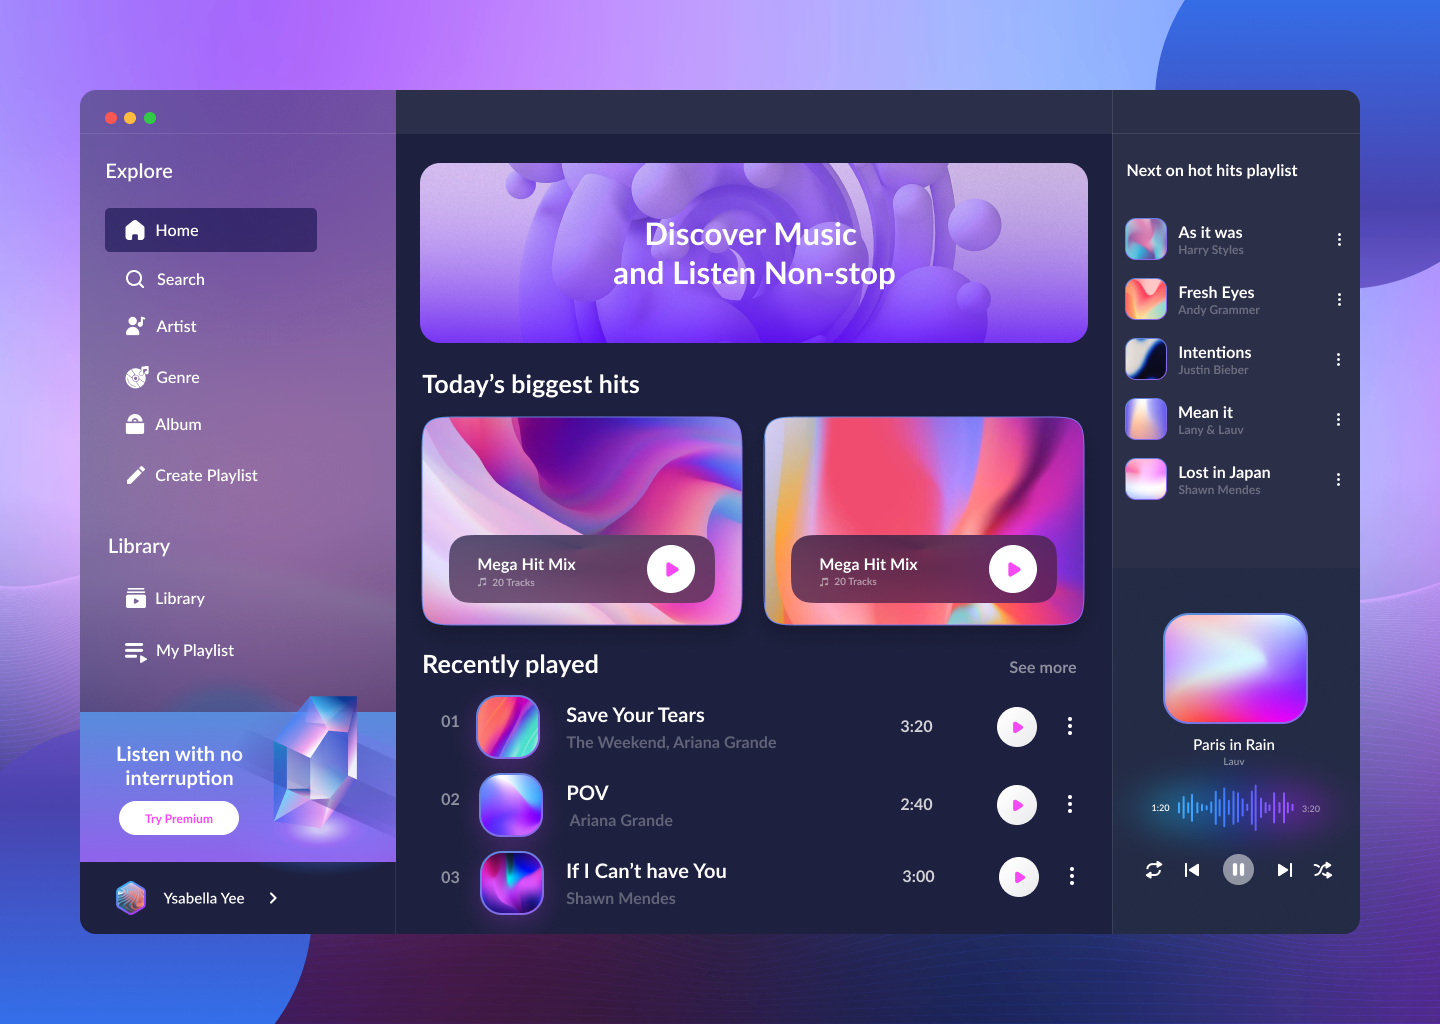 Explore
Home
Search
Artist
Genre
Album
Create Playlist
Library
Library
My Playlist
Listen with no
interruption
Try Premium
Ysabella Yee
Discover Music
and Listen Non-stop
Today’s biggest hits
Mega Hit Mix
20 Tracks
Mega Hit Mix
20 Tracks
Recently played
See more
01
Save Your Tears
The Weekend, Ariana Grande
3:20
02
POV
Ariana Grande
2:40
03
If I Can’t have You
Shawn Mendes
3:00
Next on hot hits playlist
As it was
Harry Styles
Fresh Eyes
Andy Grammer
Intentions
Justin Bieber
Mean it
Lany & Lauv
Lost in Japan
Shawn Mendes
Paris in Rain
Lauv
1:20
3:20